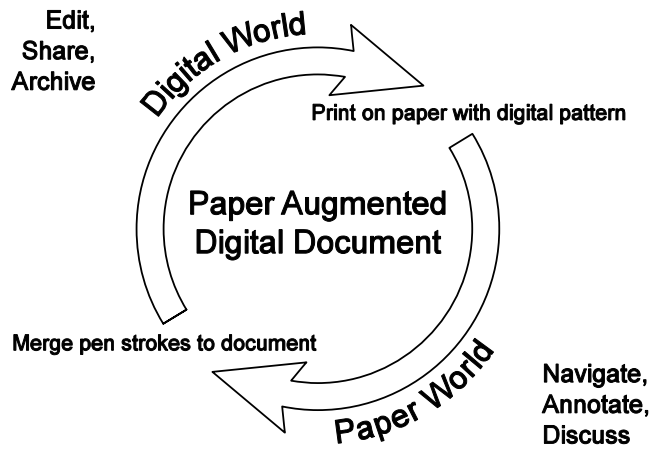 Edit,
Share,
Archive
Digital World
Print on paper with digital pattern
Paper Augmented
Digital Document
Merge pen strokes to document
Paper World
Navigate,
Annotate,
Discuss